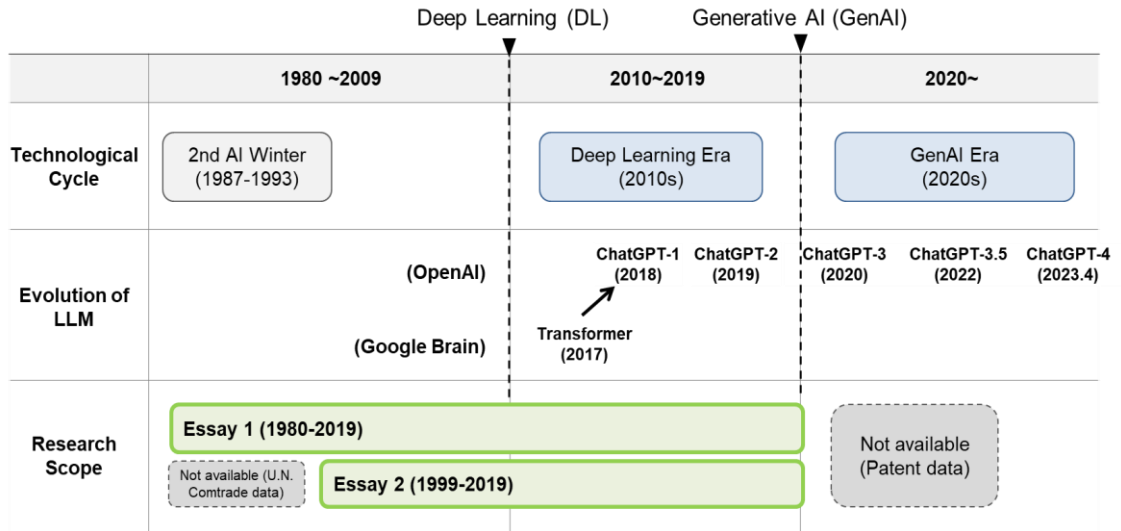 Deep Learning (DL)
Generative AI (GenAI)
1980 ~2009
2010~2019
2020~
Technological
Cycle
2nd AI Winter
(1987-1993)
Deep Learning Era
(2010s)
GenAI Era
(2020s)
Evolution of
LLM
(OpenAI)
ChatGPT-1
(2018)
ChatGPT-2
(2019)
ChatGPT-3
(2020)
ChatGPT-3.5
(2022)
ChatGPT-4
(2023.4)
(Google Brain)
Transformer
(2017)
Research
Scope
Essay 1 (1980-2019)
Not available (U.N.
Comtrade data)
Essay 2 (1999-2019)
Not available
(Patent data)